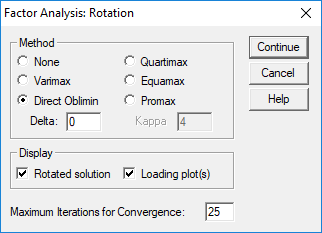 Factor Analysis: Rotation
Method
None Quartimax
Varimax Equamax
Direct Oblimin Promax
Delta: 0 Kappa 4
Continue
Cancel
Help
Display
Rotated solution Loading plot(s)
Maximum Iterations for Convergence: 25